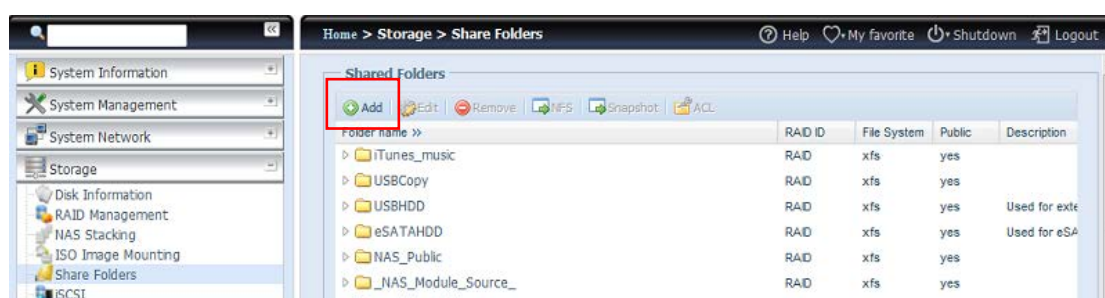 Home > Storage > Share Folders
Help My favorite Shutdown Logout
System Information
System Management
System Network
Storage
Disk Information
RAID Management
NAS Stacking
ISO Image Mounting
Share Folders
iSCSI
Shared Folders
Add Edit Remove NFS Snapshot ACL
Folder name » RAID ID File System Public Description
iTunes_music RAID xfs yes
USBCopy RAID xfs yes
USBHDD RAID xfs yes Used for exte
eSATAHDD RAID xfs yes Used for eSA
NAS_Public RAID xfs yes
_NAS_Module_Source_ RAID xfs yes